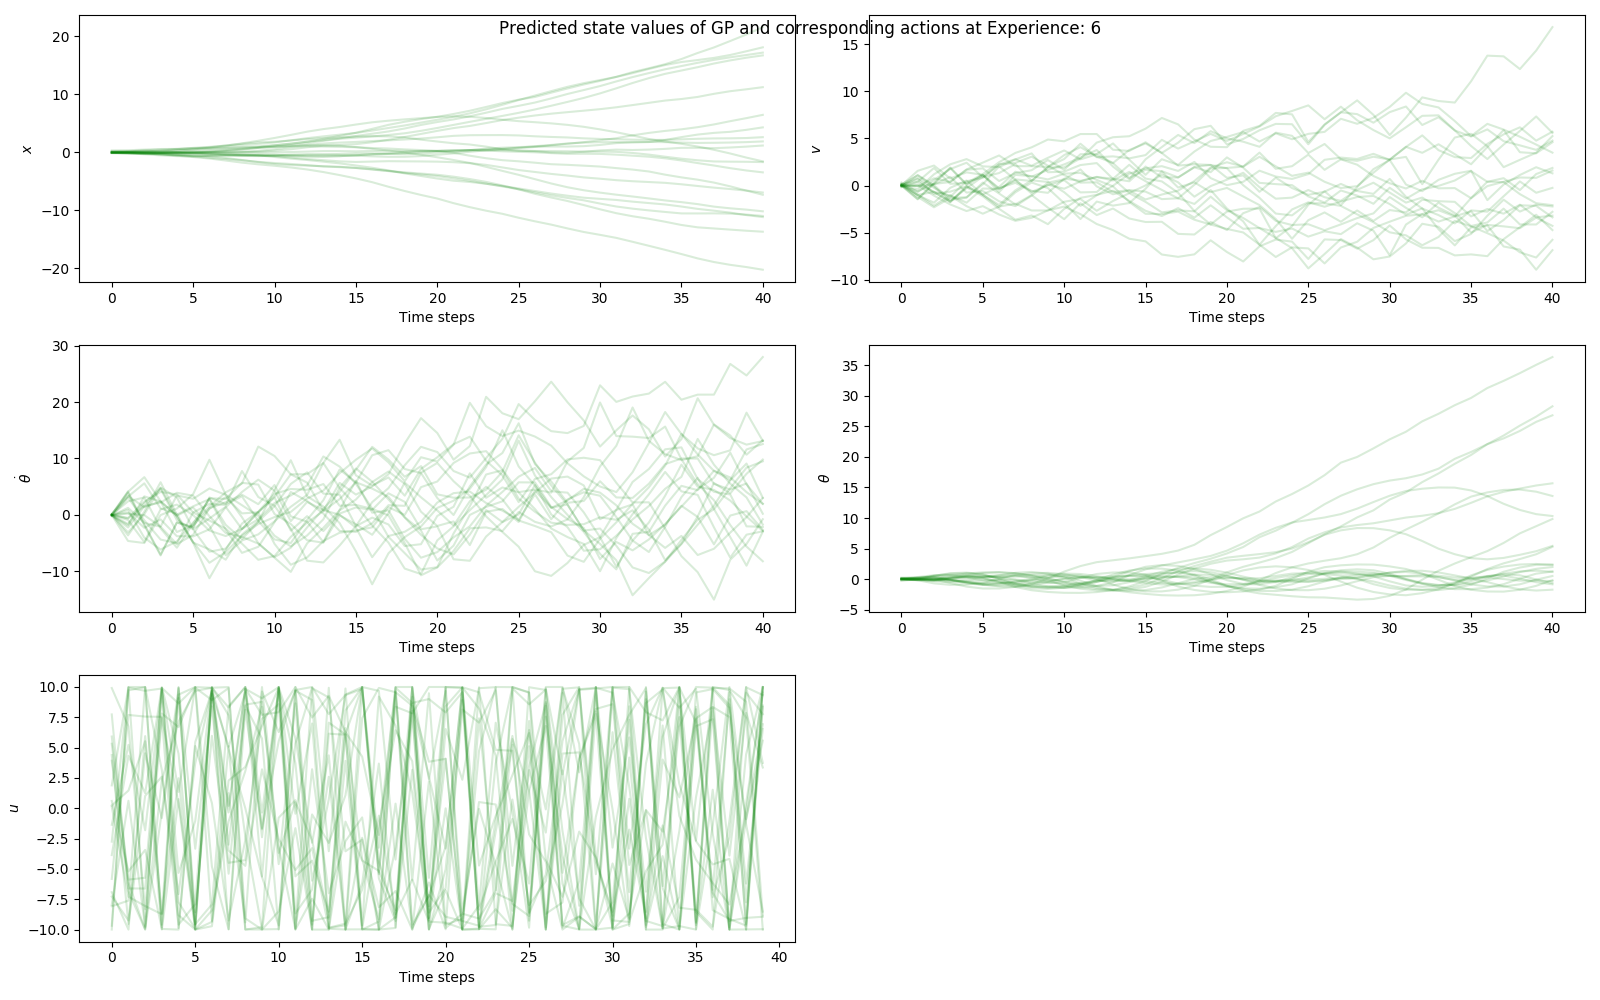 Predicted state values of GP and corresponding actions at Experience: 6
20
10
0
−10
−20
x
0 5 10 15 20 25 30 35 40
Time steps
15
10
5
0
−5
−10
v
0 5 10 15 20 25 30 35 40
Time steps
30
20
10
0
−10
θ̇
0 5 10 15 20 25 30 35 40
Time steps
35
30
25
20
15
10
5
0
−5
θ
0 5 10 15 20 25 30 35 40
Time steps
10.0
7.5
5.0
2.5
0.0
−2.5
−5.0
−7.5
−10.0
u
0 5 10 15 20 25 30 35 40
Time steps